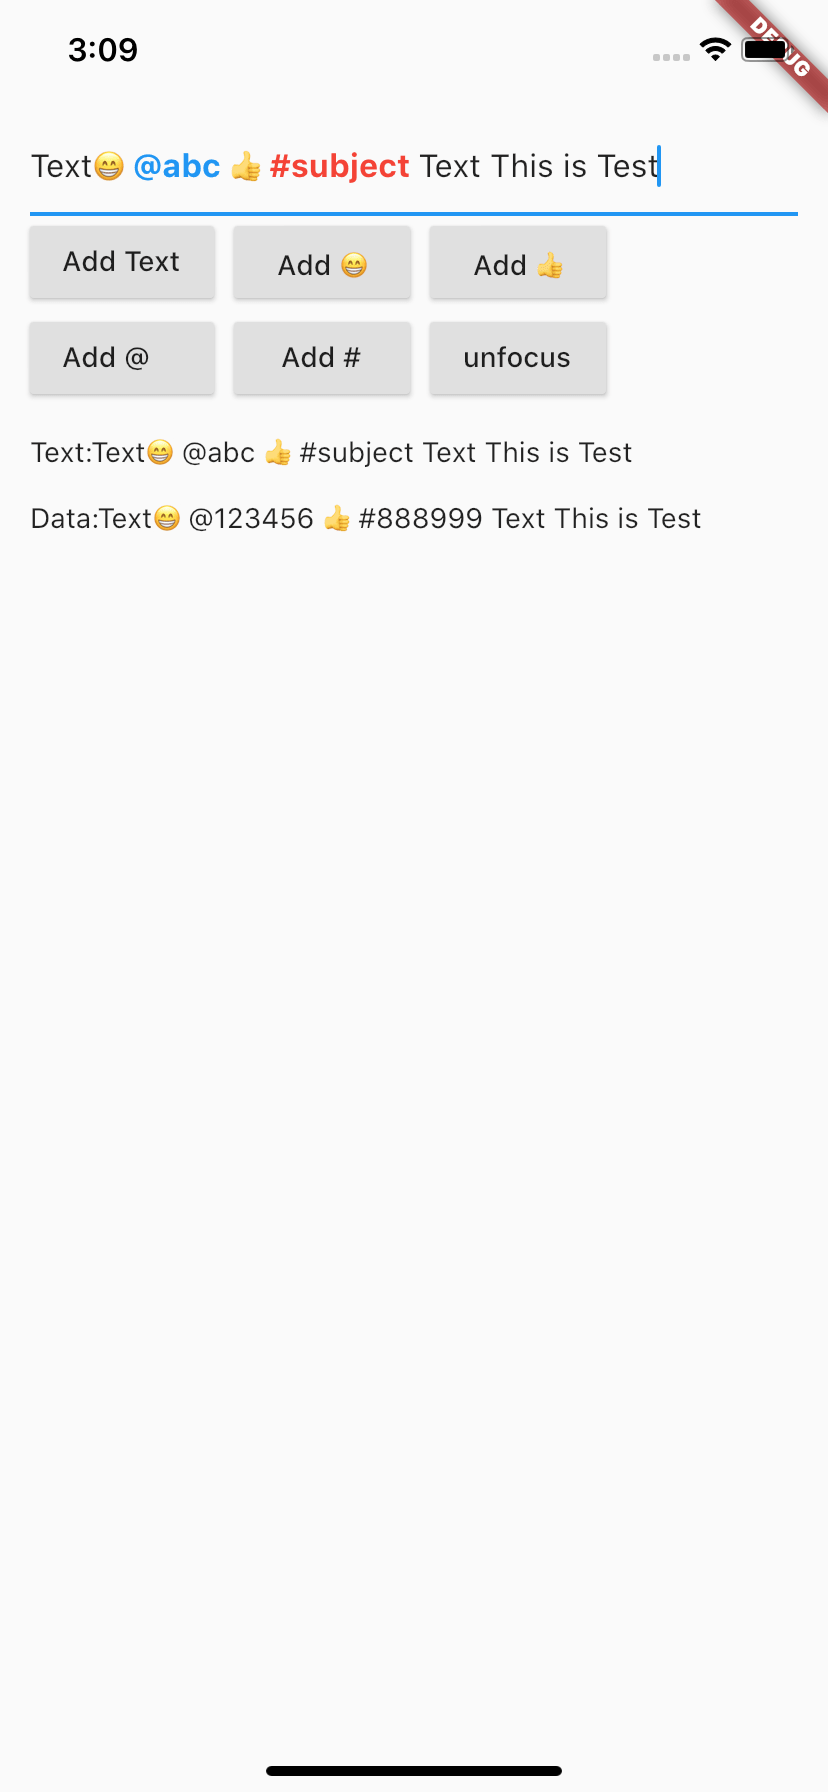 3:09
DEBUG
Text😁 @abc 👍 #subject Text This is Test
Add Text
Add 😁
Add 👍
Add @
Add #
unfocus
Text:Text😁 @abc 👍 #subject Text This is Test
Data:Text😁 @123456 👍 #888999 Text This is Test